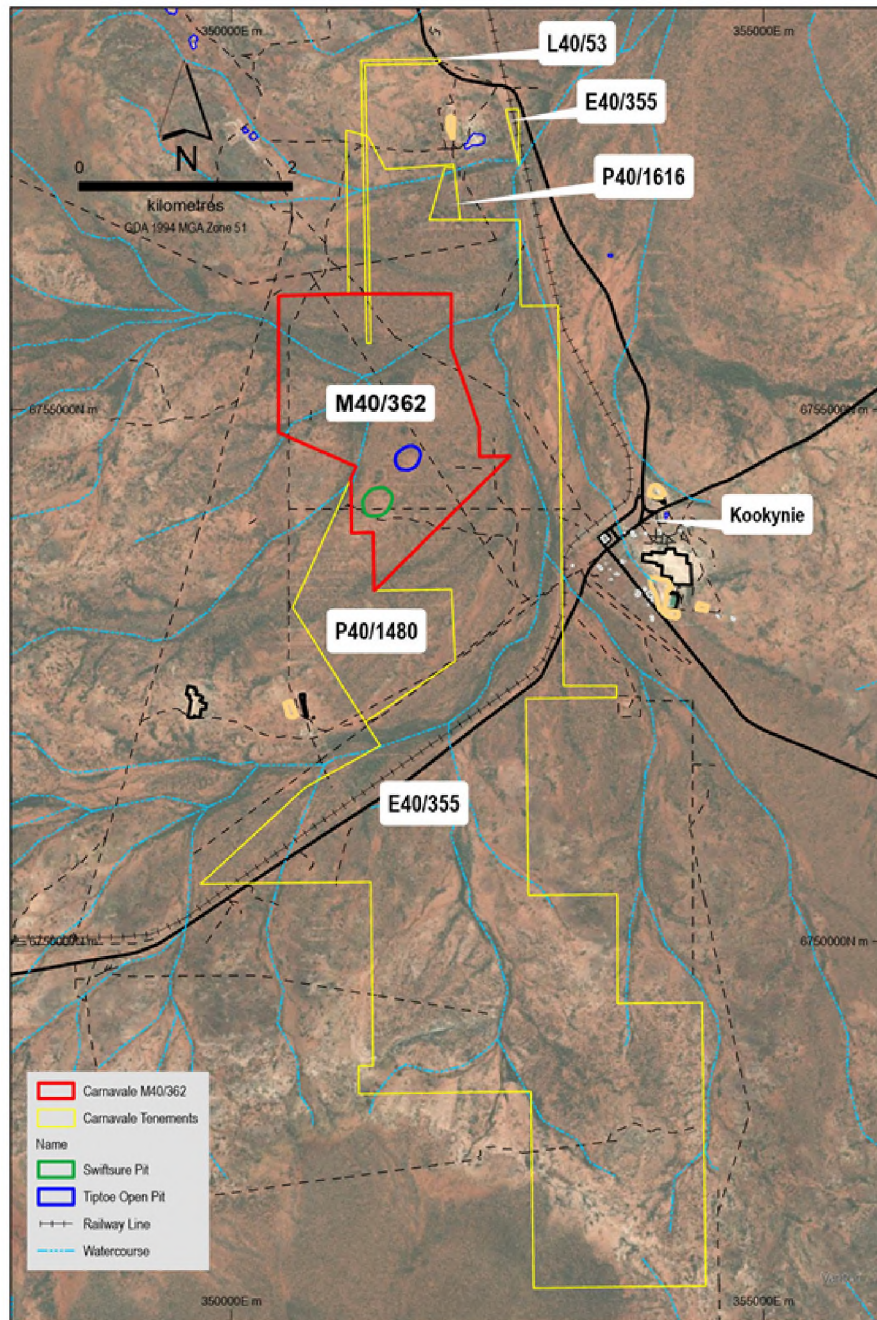 350000E m
355000E m
L40/53
E40/355
P40/1616
N
0 2
kilometres
GDA 1994 MGA Zone 51
6755000N m
6755000N m
M40/362
Kookynie
P40/1480
E40/355
6750000N m
6750000N m
Carnavale M40/362
Carnavale Tenements
Name
Swiftsure Pit
Tiptoe Open Pit
Railway Line
Watercourse
350000E m
355000E m